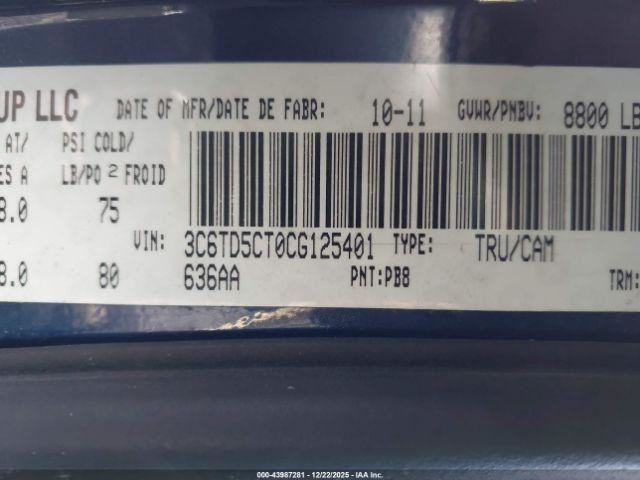 UP LLC DATE OF MFR/DATE DE FABR: 10-11 GVWR/PNBV: 8800 LB
AT/ PSI COLD/
ES A LB/PO 2 FROID
8.0 75
VIN: 3C6TD5CT0CG125401 TYPE: TRU/CAM
8.0 80 636AA PNT:PB8 TRM:
000-43987281 - 12/22/2025 - IAA Inc.